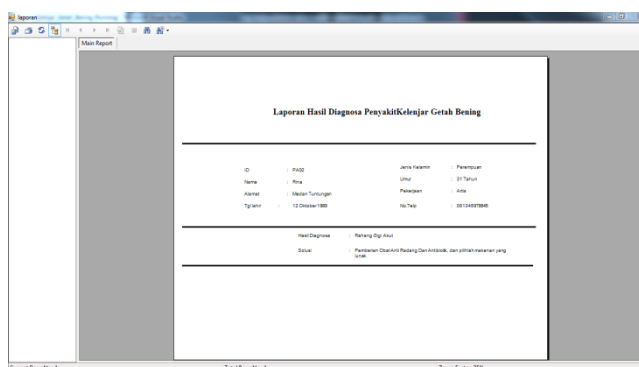 laporan
Main Report
Laporan Hasil Diagnosa PenyakitKelenjar Getah Bening
ID : PA02
Nama : Rina
Alamat : Medan Tuntungan
Tgl lahir : 12 Oktober 1989
Jenis Kelamin : Perempuan
Umur : 31 Tahun
Pekerjaan : Artis
No.Telp :
Hasil Diagnosa : Rahang Gigi Akut
Solusi : Pemberian Obat Anti Radang Dan Antibiotik, dan pilihlah makanan yang
lunak